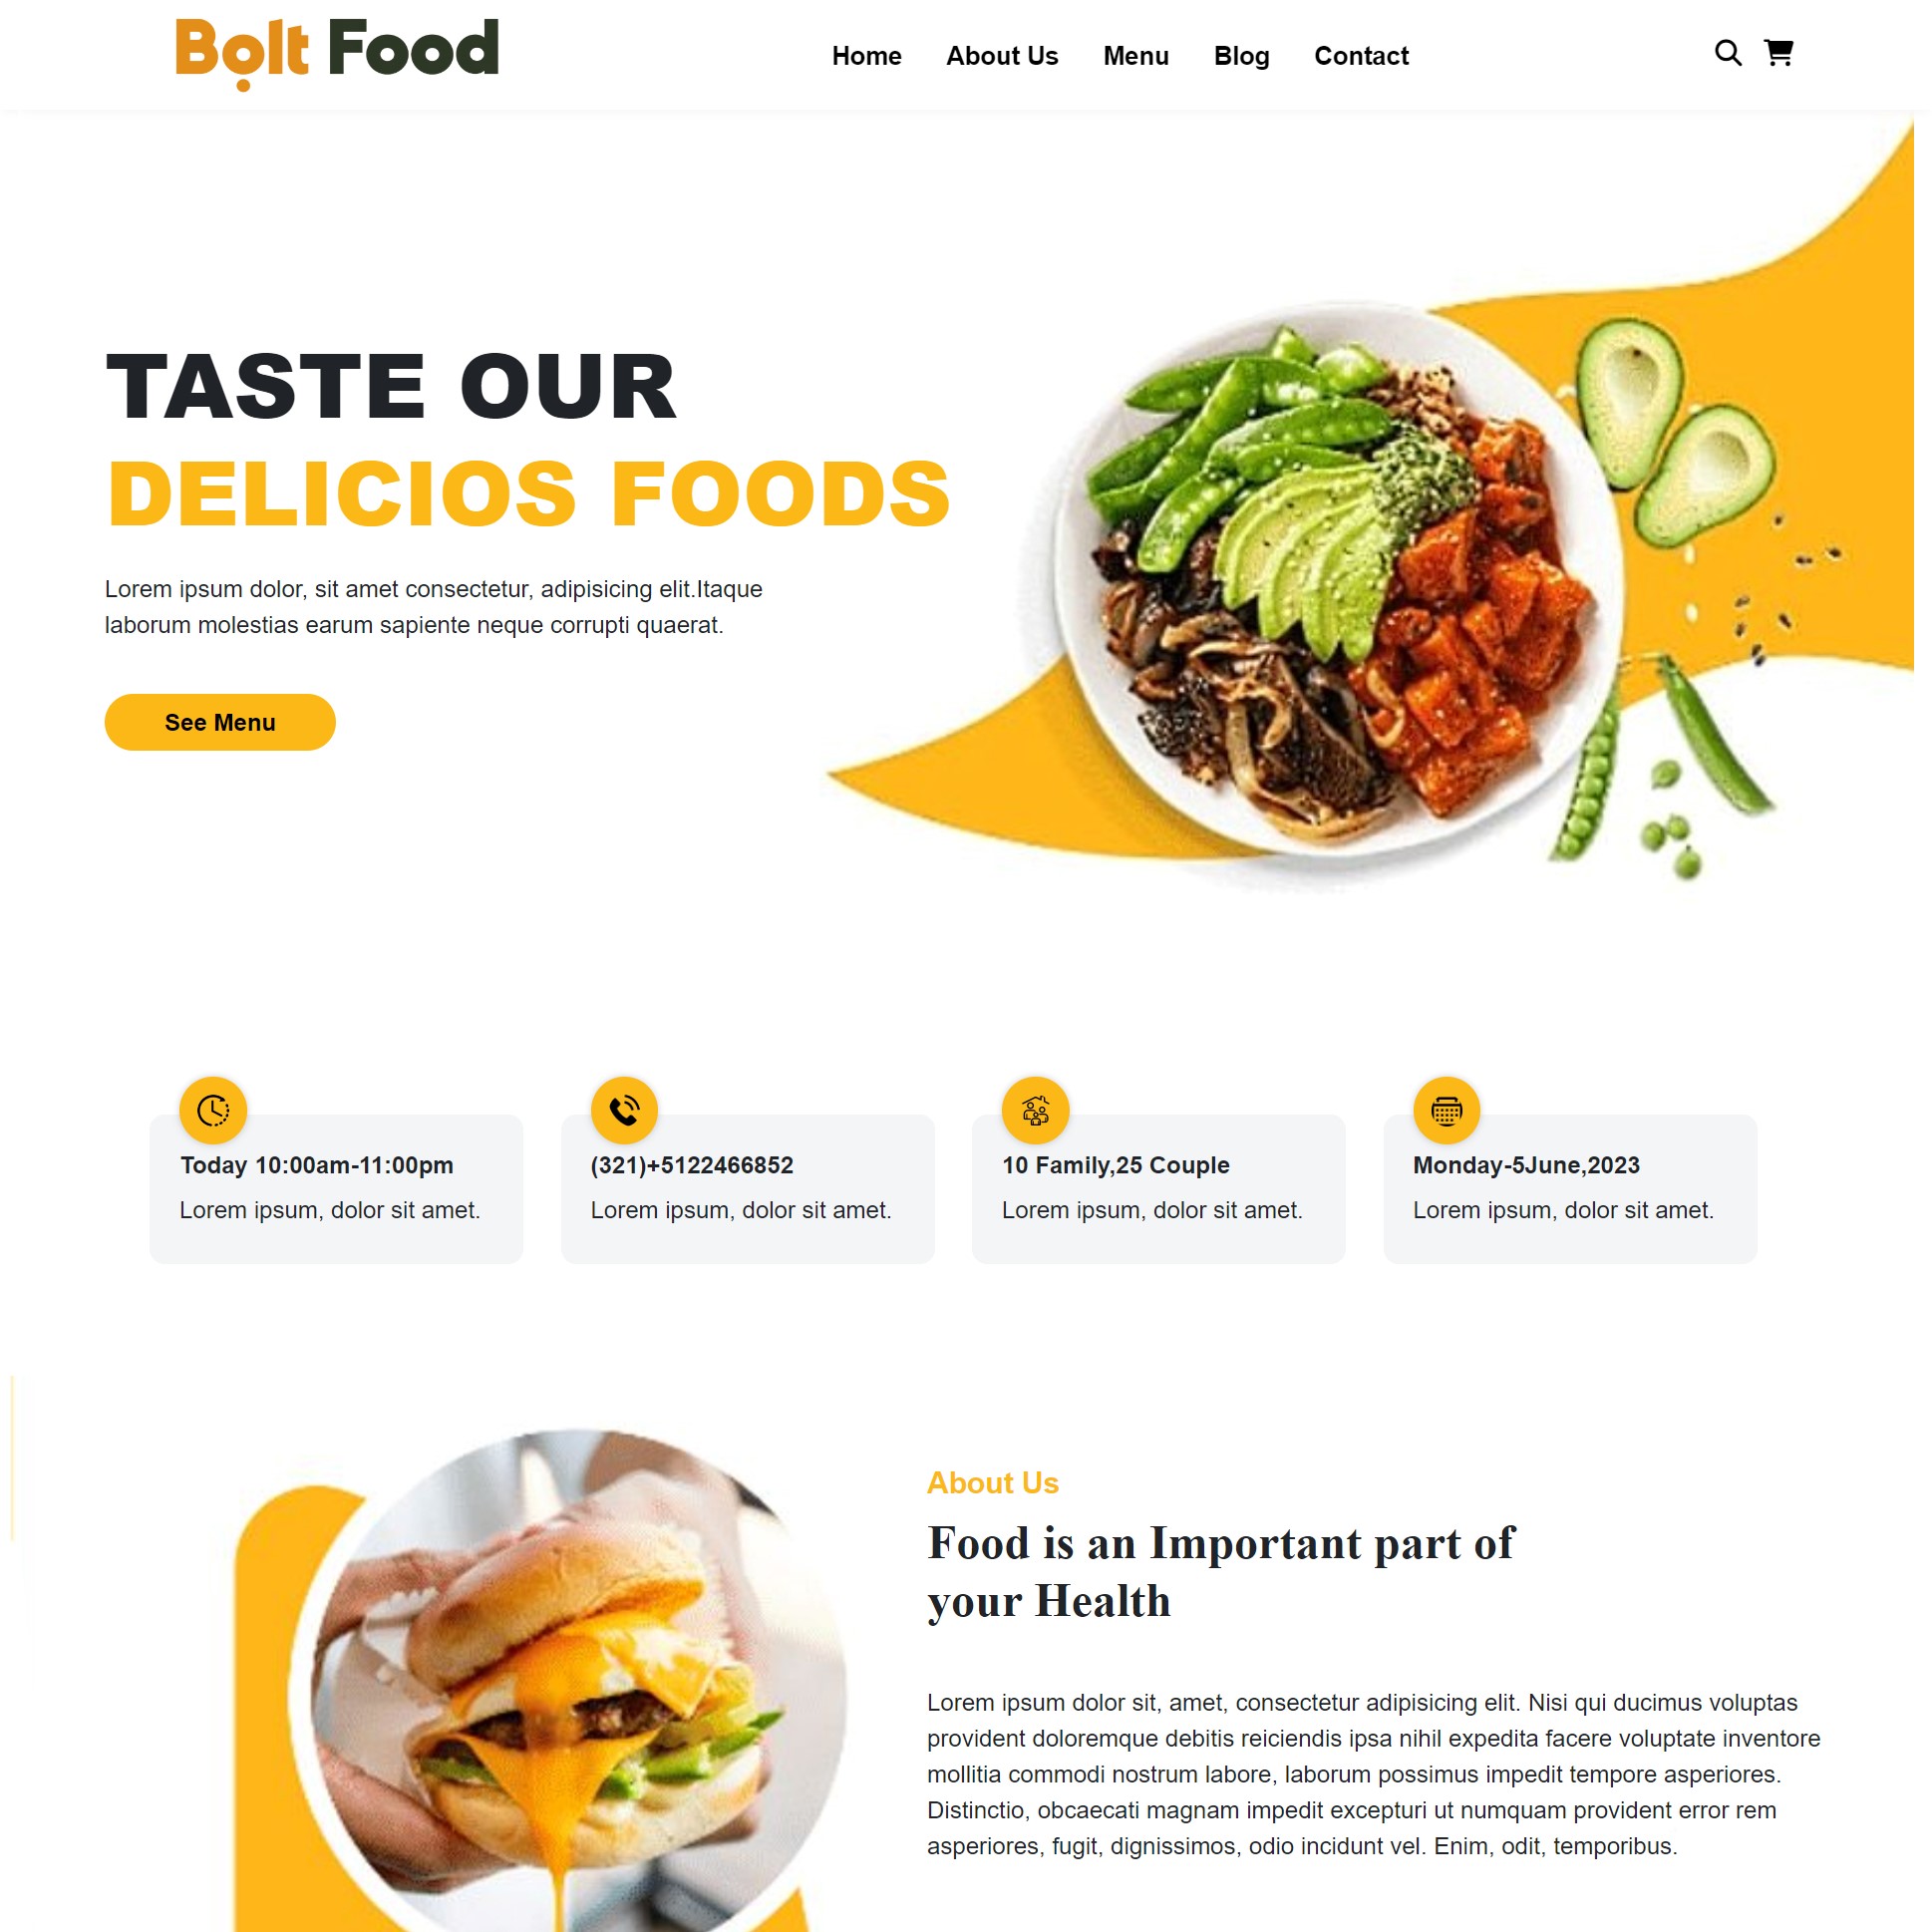 Bolt Food
Home About Us Menu Blog Contact
TASTE OUR
DELICIOS FOODS
Lorem ipsum dolor, sit amet consectetur, adipisicing elit.Itaque
laborum molestias earum sapiente neque corrupti quaerat.
See Menu
Today 10:00am-11:00pm
Lorem ipsum, dolor sit amet.
(321)+5122466852
Lorem ipsum, dolor sit amet.
10 Family,25 Couple
Lorem ipsum, dolor sit amet.
Monday-5June,2023
Lorem ipsum, dolor sit amet.
About Us
Food is an Important part of
your Health
Lorem ipsum dolor sit, amet, consectetur adipisicing elit. Nisi qui ducimus voluptas
provident doloremque debitis reiciendis ipsa nihil expedita facere voluptate inventore
mollitia commodi nostrum labore, laborum possimus impedit tempore asperiores.
Distinctio, obcaecati magnam impedit excepturi ut numquam provident error rem
asperiores, fugit, dignissimos, odio incidunt vel. Enim, odit, temporibus.